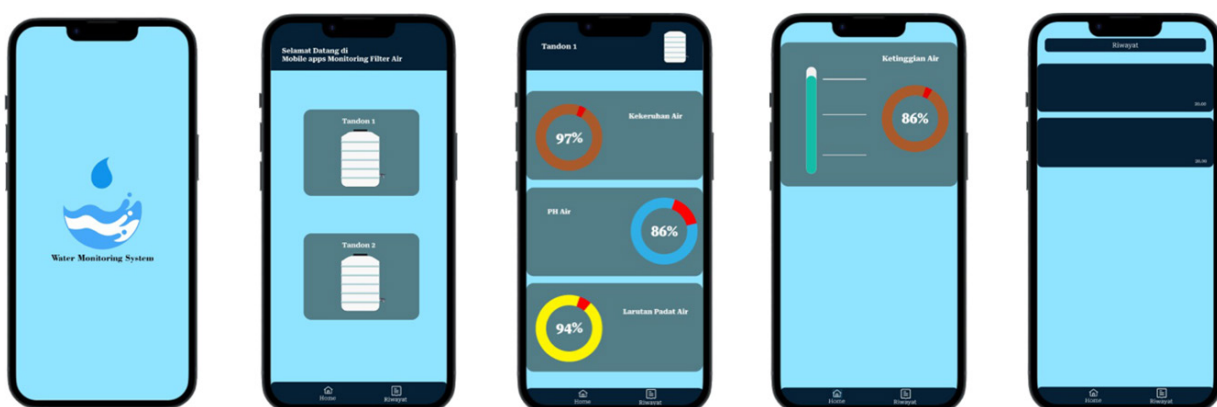 Water Monitoring System
Selamat Datang di
Mobile apps Monitoring Filter Air
Tandon 1
Tandon 2
Home
Riwayat
Tandon 1
97%
Kekeruhan Air
PH Air
86%
94%
Larutan Padat Air
Home
Riwayat
Ketinggian Air
86%
Home
Riwayat
Riwayat
Home
Riwayat